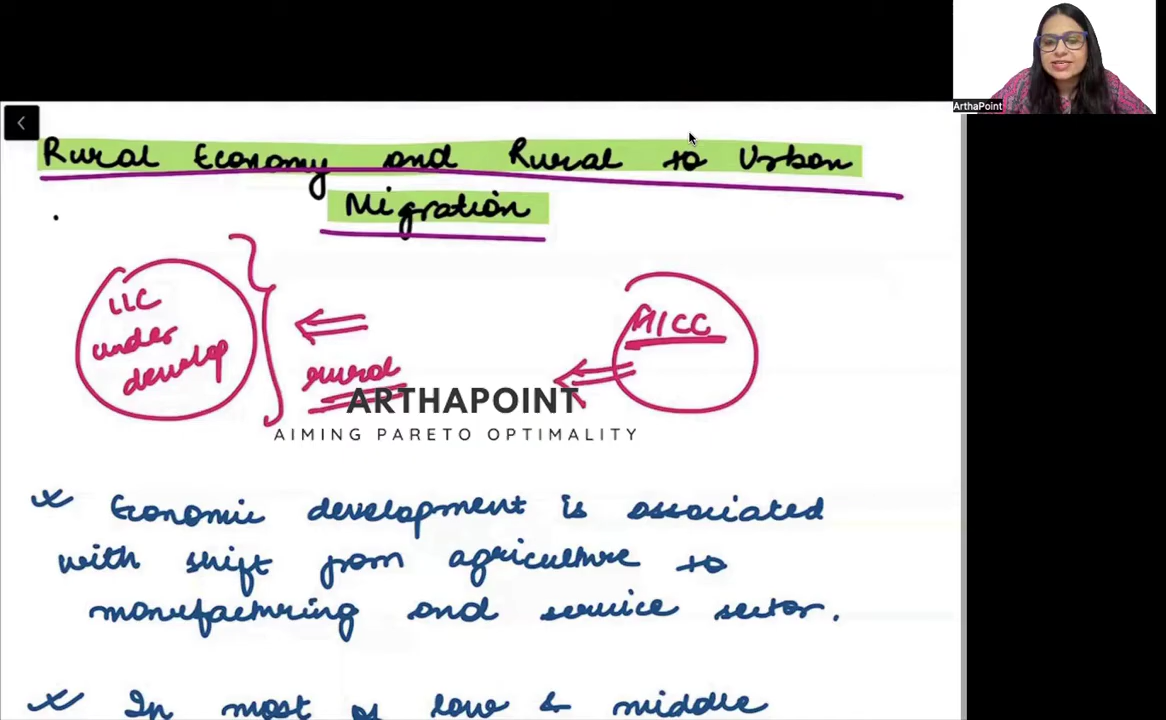 ArthaPoint
Rural Economy and Rural to Urban
Migration
LLC
under
develop
rural
MICC
ARTHAPOINT
AIMING PARETO OPTIMALITY
Economic development is associated
with shift from agriculture to
manufacturing and service sector.
In most of low & middle